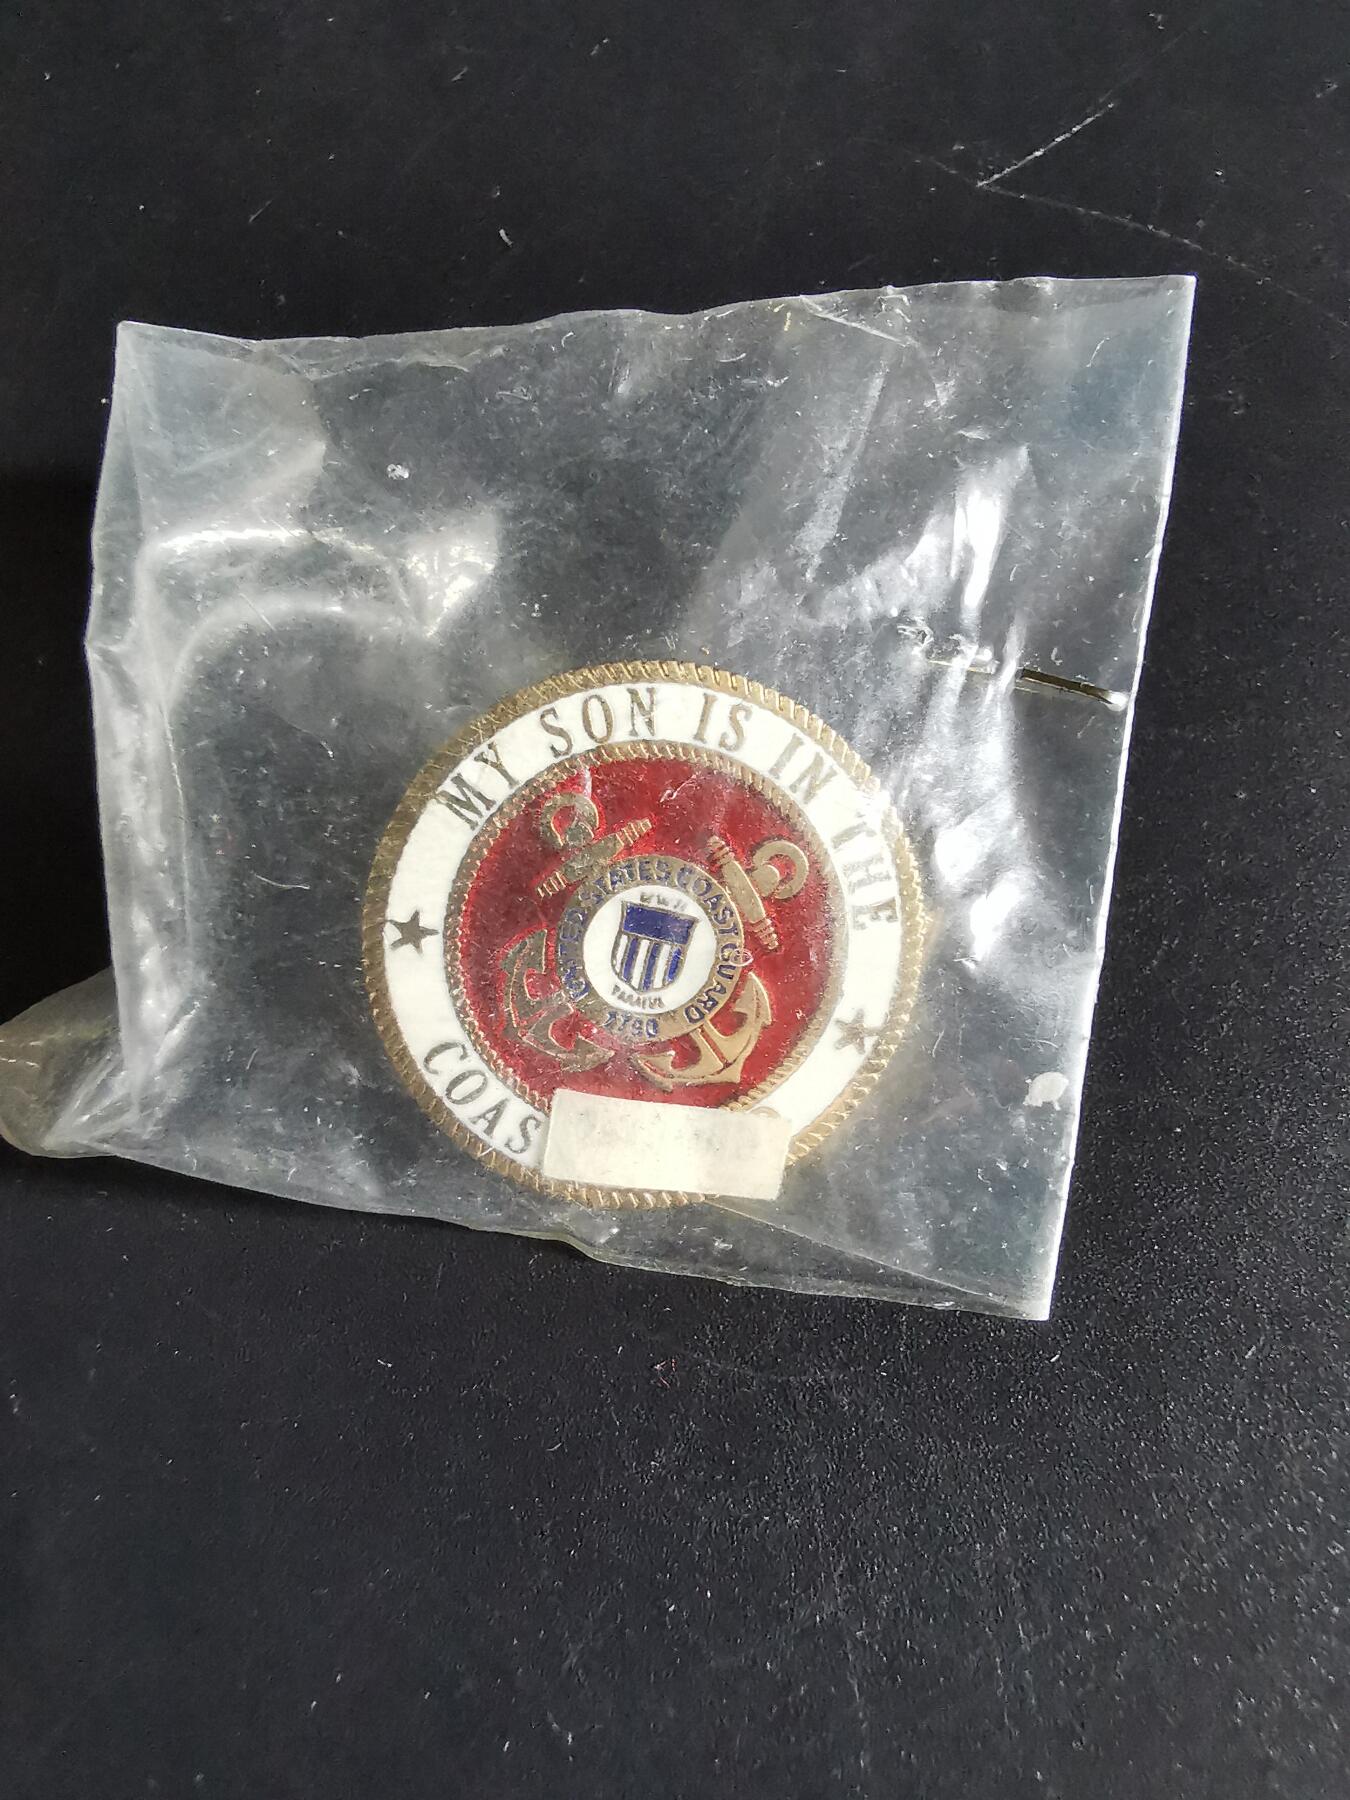 MY SON IS IN THE
COAS
UNITED STATES COAST GUARD
1790